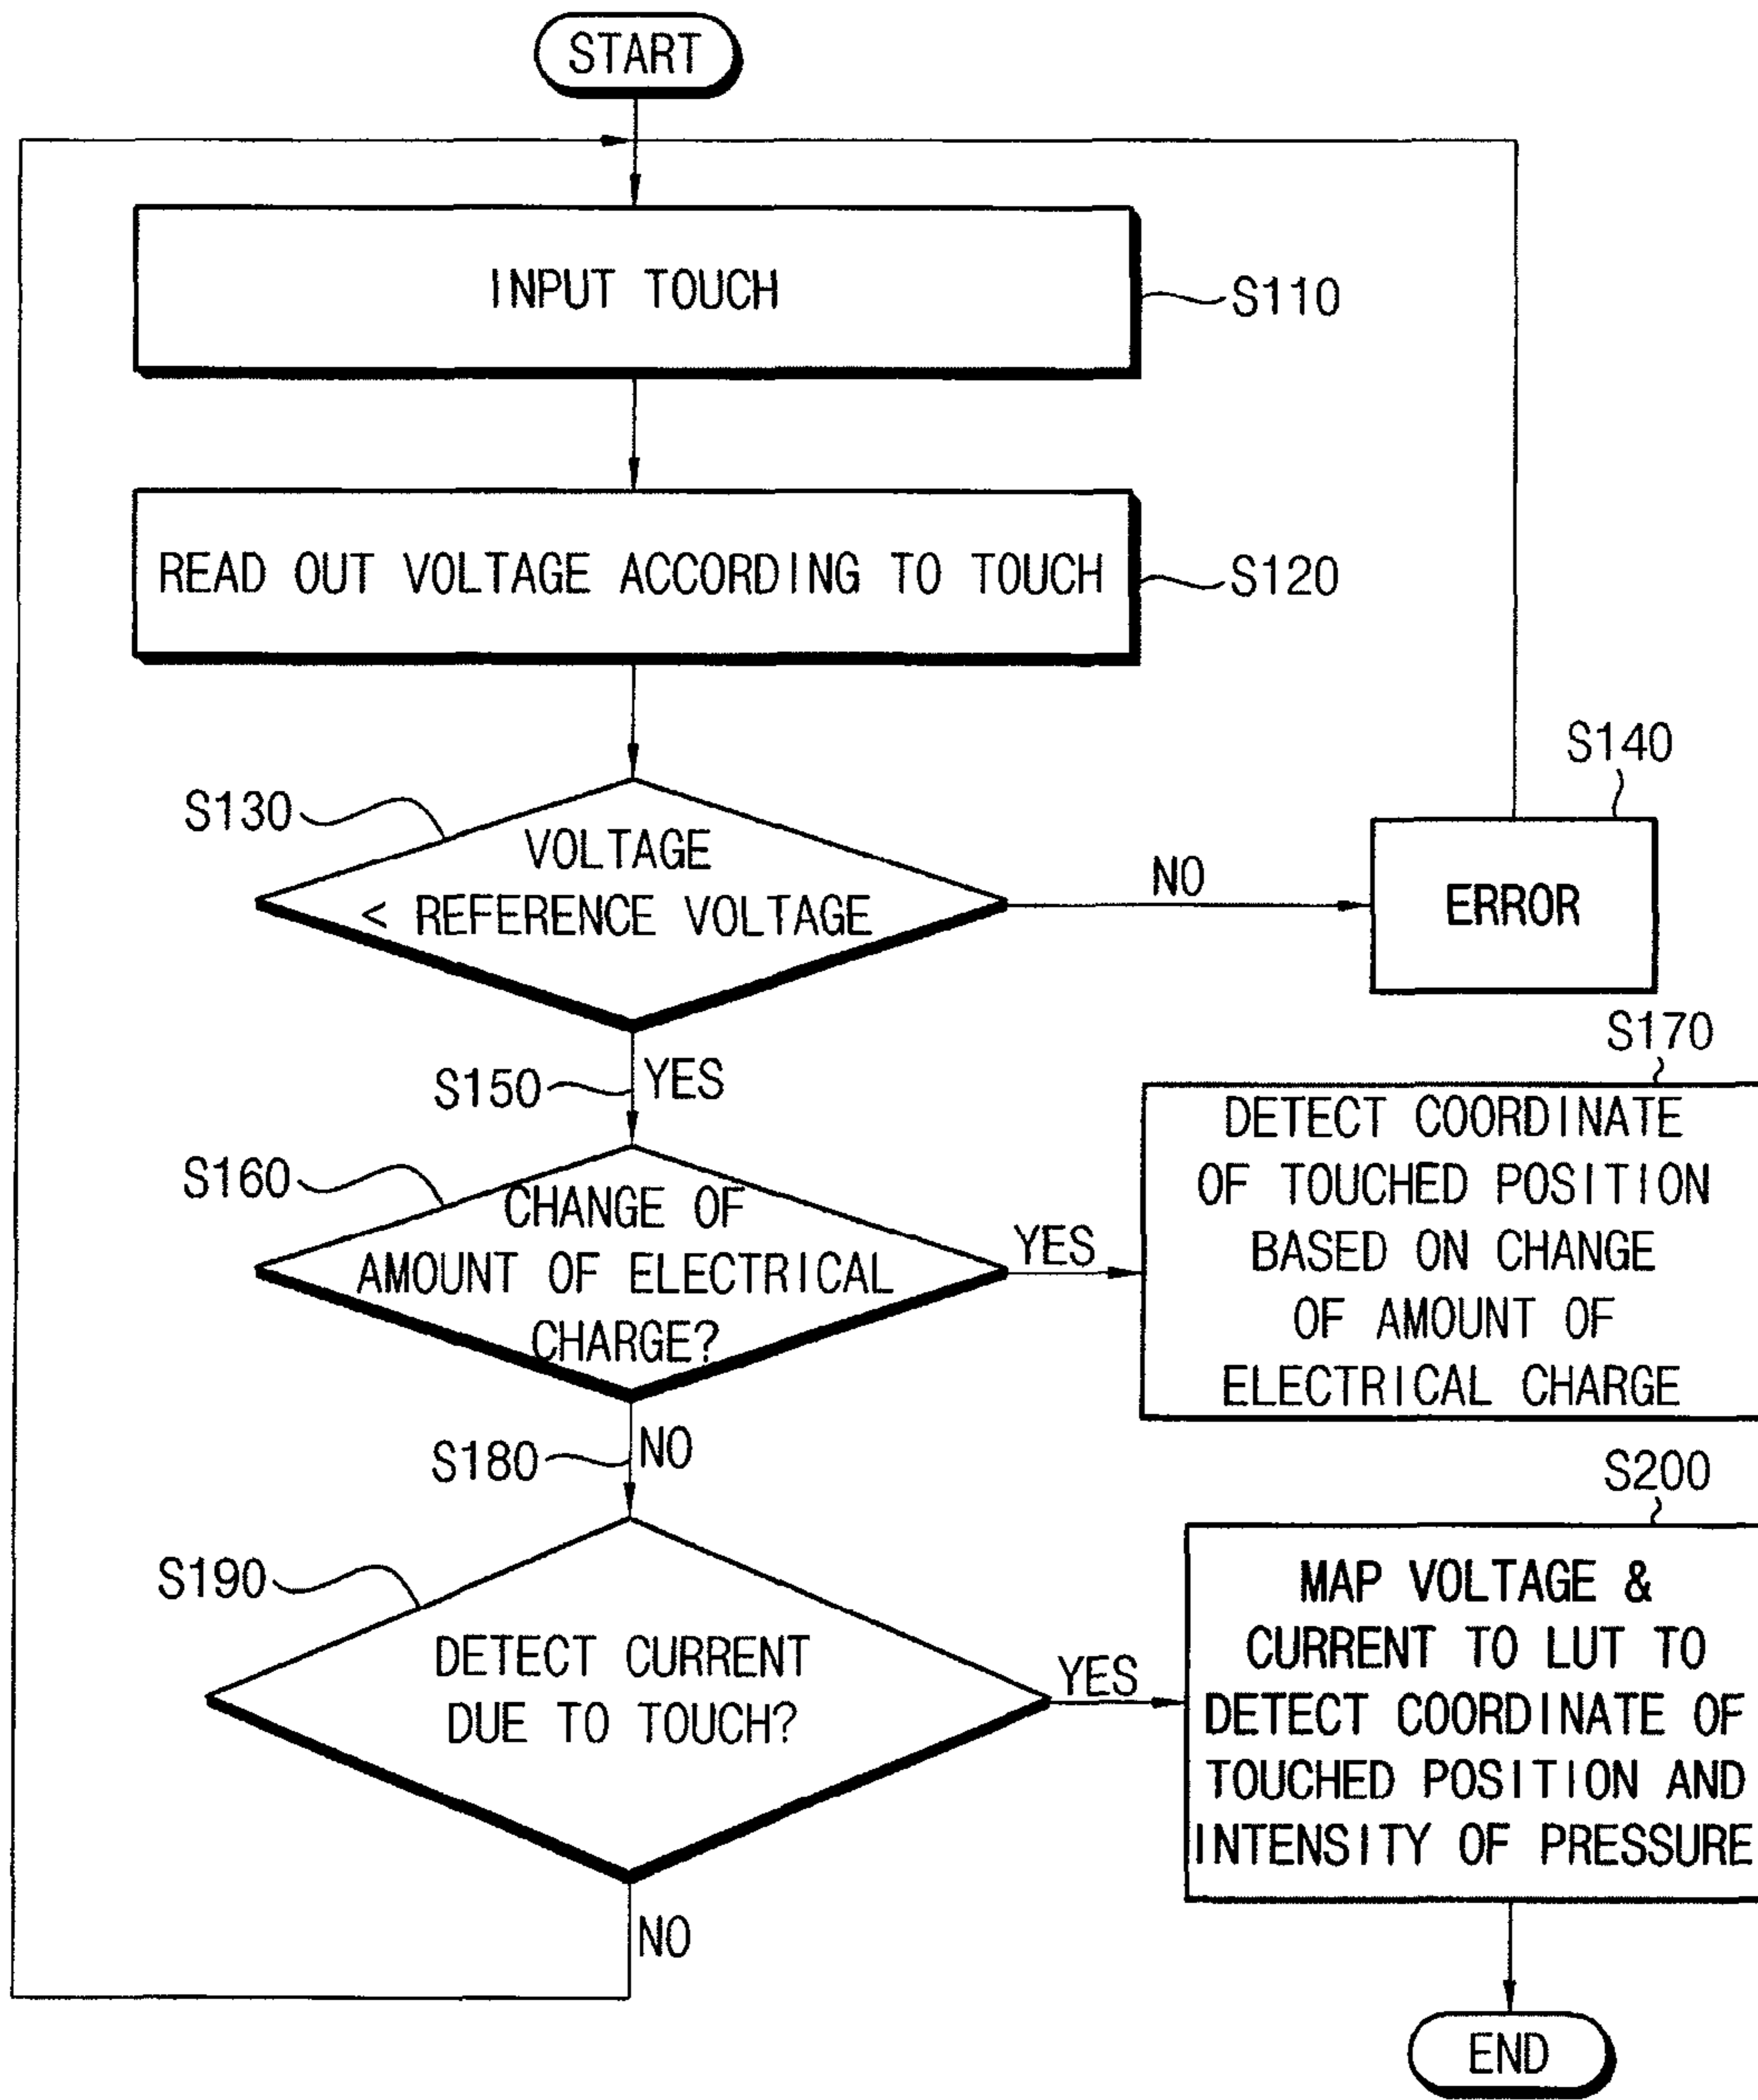 START
INPUT TOUCH
S110
READ OUT VOLTAGE ACCORDING TO TOUCH
S120
S130
VOLTAGE
< REFERENCE VOLTAGE
NO
S140
ERROR
S150
YES
S160
CHANGE OF
AMOUNT OF ELECTRICAL
CHARGE?
YES
S170
DETECT COORDINATE
OF TOUCHED POSITION
BASED ON CHANGE
OF AMOUNT OF
ELECTRICAL CHARGE
S180
NO
S190
DETECT CURRENT
DUE TO TOUCH?
YES
S200
MAP VOLTAGE &
CURRENT TO LUT TO
DETECT COORDINATE OF
TOUCHED POSITION AND
INTENSITY OF PRESSURE
NO
END